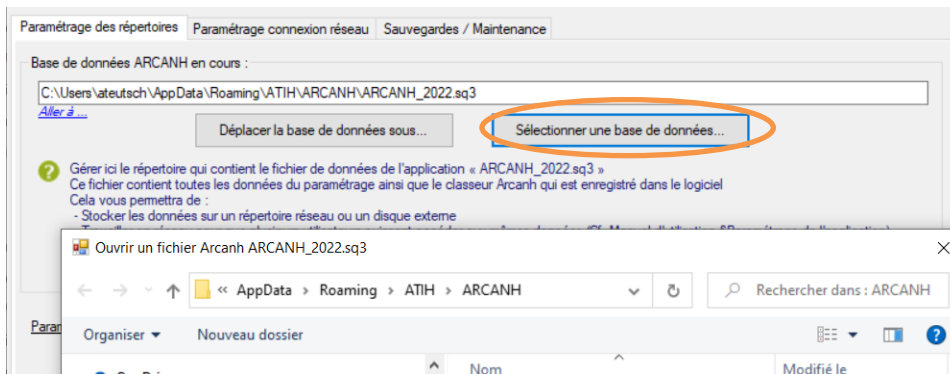 Paramétrage des répertoires Paramétrage connexion réseau Sauvegardes / Maintenance
Base de données ARCANH en cours :
C:\Users\ateutsch\AppData\Roaming\ATIH\ARCANH\ARCANH_2022.sq3
Aller à ...
Déplacer la base de données sous... Sélectionner une base de données...
Gérer ici le répertoire qui contient le fichier de données de l'application « ARCANH_2022.sq3 »
Ce fichier contient toutes les données du paramétrage ainsi que le classeur Arcanh qui est enregistré dans le logiciel
Cela vous permettra de :
- Stocker les données sur un répertoire réseau ou un disque externe
Ouvrir un fichier Arcanh ARCANH_2022.sq3
« AppData > Roaming > ATIH > ARCANH Rechercher dans : ARCANH
Param
Organiser Nouveau dossier
Nom Modifié le